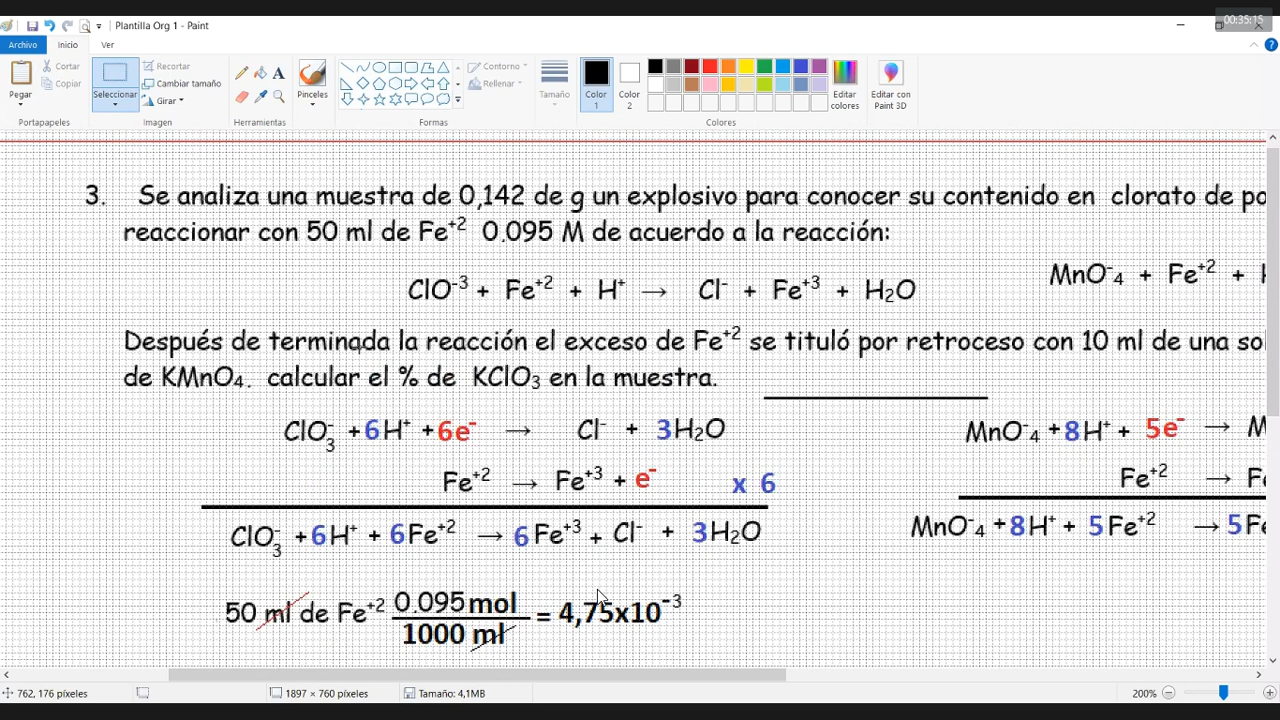 00:35:15
Plantilla Org 1 - Paint
Archivo Inicio Ver
Pegar
Cortar
Copiar
Portapapeles
Seleccionar
Recortar
Cambiar tamaño
Girar
Imagen
Herramientas
Pinceles
Contorno
Rellenar
Formas
Tamaño
Color 1
Color 2
Editar colores
Colores
Editar con Paint 3D
3. Se analiza una muestra de 0,142 de g un explosivo para conocer su contenido en clorato de po
reaccionar con 50 ml de Fe⁺² 0.095 M de acuerdo a la reacción:
ClO⁻³ + Fe⁺² + H⁺ → Cl⁻ + Fe⁺³ + H₂O
MnO⁻₄ + Fe⁺² +
Después de terminada la reacción el exceso de Fe⁺² se tituló por retroceso con 10 ml de una sol
de KMnO₄. calcular el % de KClO₃ en la muestra.
ClO₃⁻ + 6H⁺ + 6e⁻ → Cl⁻ + 3H₂O
Fe⁺² → Fe⁺³ + e⁻ x 6
ClO₃⁻ + 6H⁺ + 6Fe⁺² → 6Fe⁺³ + Cl⁻ + 3H₂O
MnO⁻₄ + 8H⁺ + 5e⁻ → M
Fe⁺² → Fe
MnO⁻₄ + 8H⁺ + 5Fe⁺² → 5Fe
50 ml de Fe⁺² 0.095 mol = 4,75x10⁻³
1000 ml
762, 176 píxeles
1897 × 760 píxeles
Tamaño: 4,1MB
200%